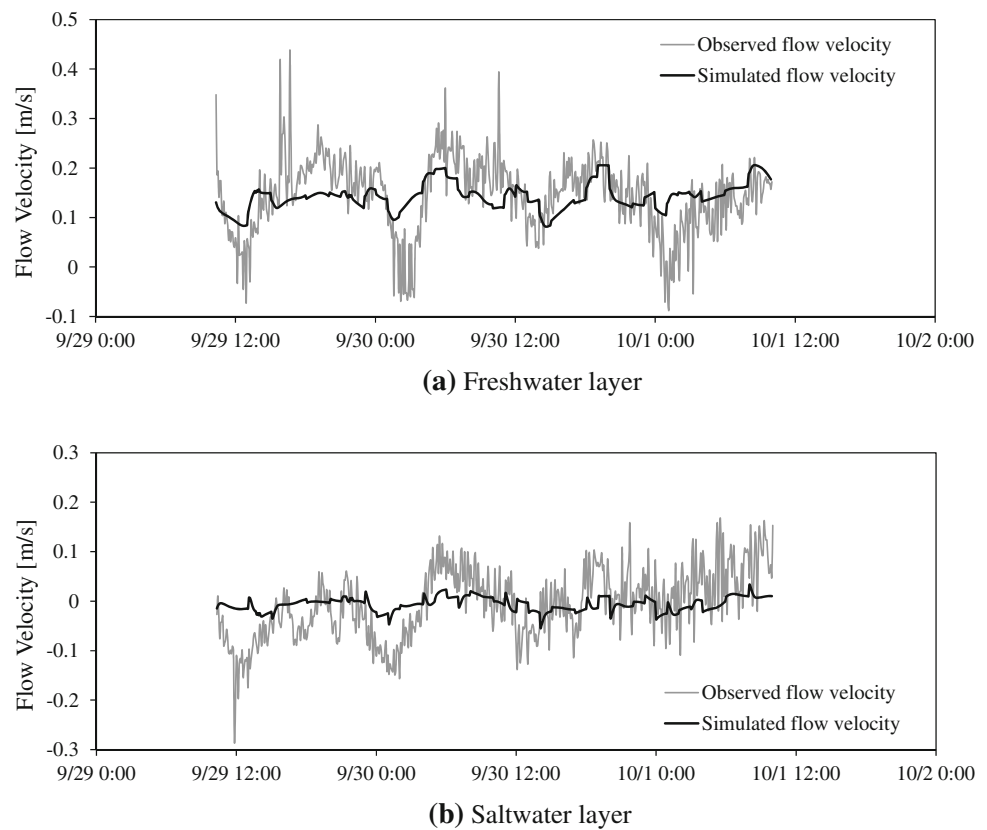 0.5
0.4
0.3
0.2
0.1
0
-0.1
Flow Velocity [m/s]
Observed flow velocity
Simulated flow velocity
9/29 0:00 9/29 12:00 9/30 0:00 9/30 12:00 10/1 0:00 10/1 12:00 10/2 0:00
(a) Freshwater layer
0.3
0.2
0.1
0
-0.1
-0.2
-0.3
Flow Velocity [m/s]
Observed flow velocity
Simulated flow velocity
9/29 0:00 9/29 12:00 9/30 0:00 9/30 12:00 10/1 0:00 10/1 12:00 10/2 0:00
(b) Saltwater layer